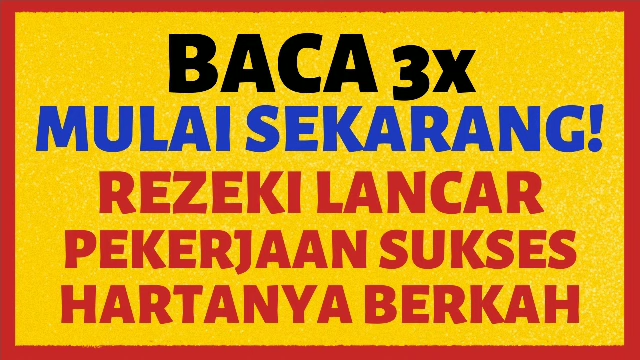 BACA 3x
MULAI SEKARANG!
REZEKI LANCAR
PEKERJAAN SUKSES
HARTANYA BERKAH